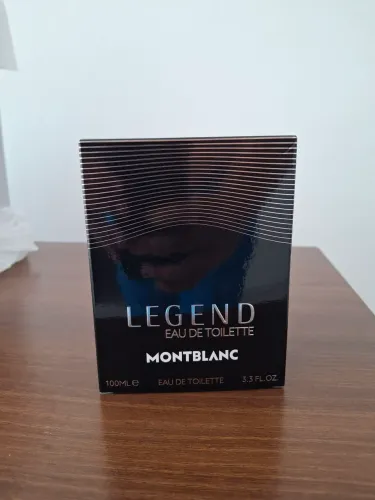 LEGEND
EAU DE TOILETTE
MONTBLANC
100ML ℮ EAU DE TOILETTE 3.3 FL.OZ.